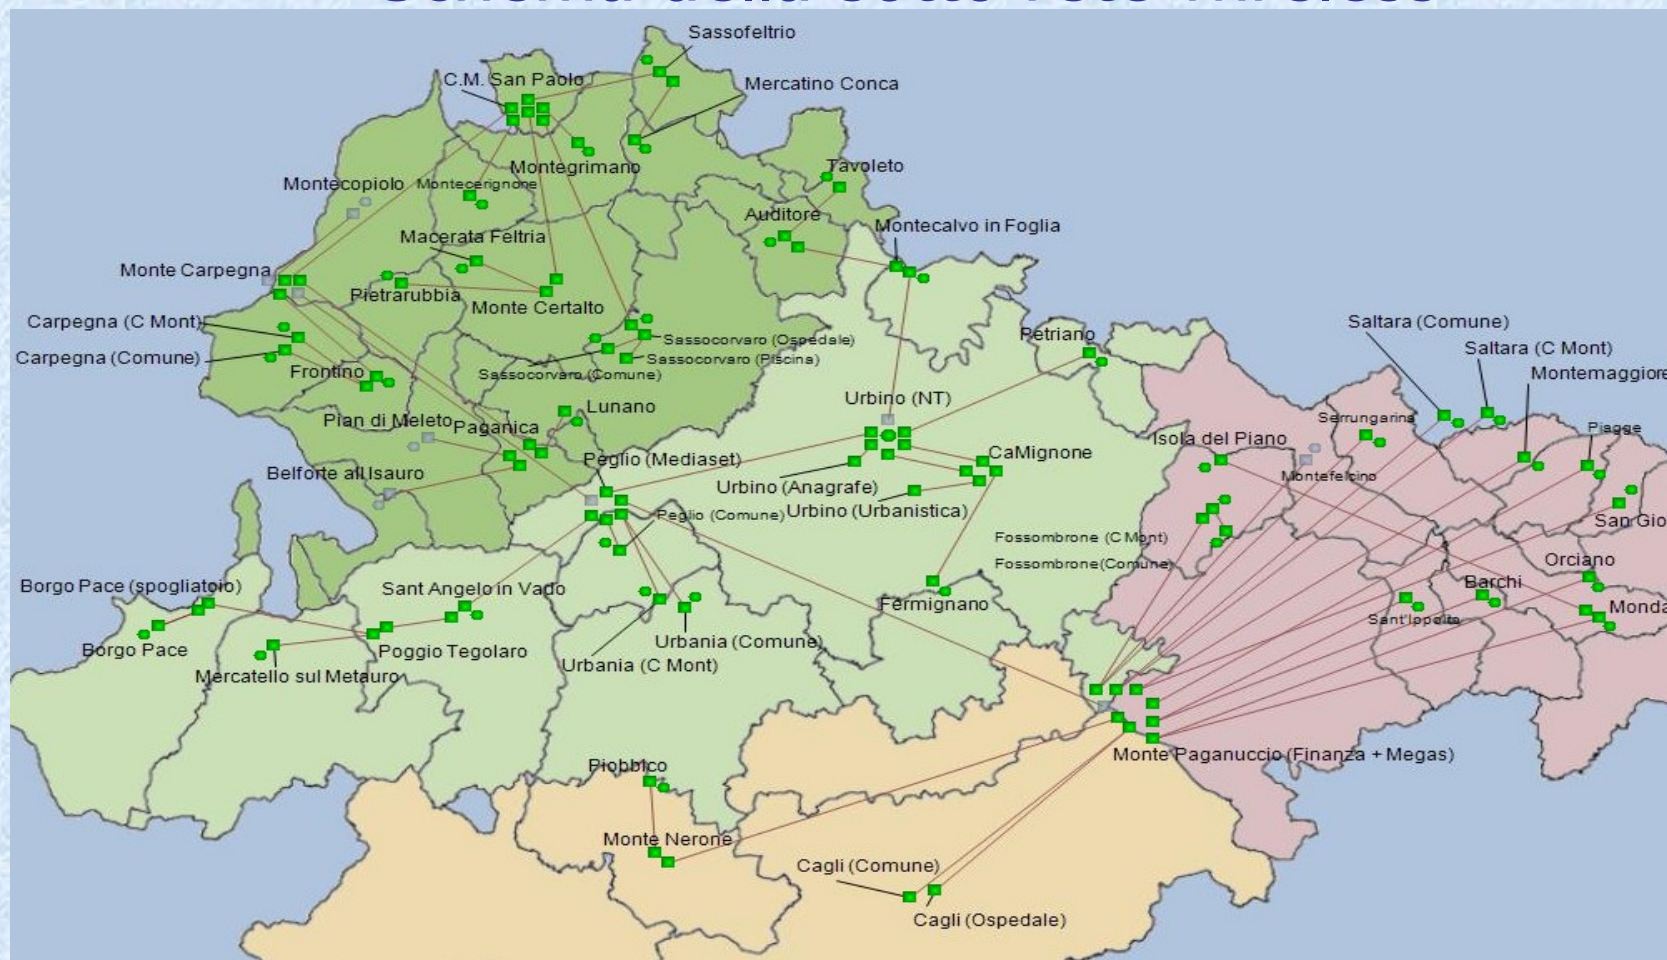 Schema della sotto rete wireless
Sassofeltrio
C.M. San Paolo
Mercatino Conca
Montegrimano
Tavoleto
Montecopiolo
Montecerignone
Auditore
Montecalvo in Foglia
Macerata Feltria
Monte Carpegna
Pietrarubbia
Monte Certalto
Carpegna (C Mont)
Saltara (Comune)
Petriano
Sassocorvaro (Ospedale)
Saltara (C Mont)
Carpegna (Comune)
Sassocorvaro (Piscina)
Frontino
Sassocorvaro (Comune)
Montemaggiore
Urbino (NT)
Lunano
Serrungarina
Pian di Meleto
Paganica
Piagge
Isola del Piano
CaMignone
Peglio (Mediaset)
Belforte all Isauro
Montefelcino
Urbino (Anagrafe)
Urbino (Urbanistica)
Peglio (Comune)
San Gio
Fossombrone (C Mont)
Fossombrone (Comune)
Orciano
Barchi
Borgo Pace (spogliatoio)
Sant Angelo in Vado
Fermignano
Monda
Sant'Ippolito
Urbania (Comune)
Borgo Pace
Poggio Tegolaro
Urbania (C Mont)
Mercatello sul Metauro
Monte Paganuccio (Finanza + Megas)
Piobbico
Monte Nerone
Cagli (Comune)
Cagli (Ospedale)